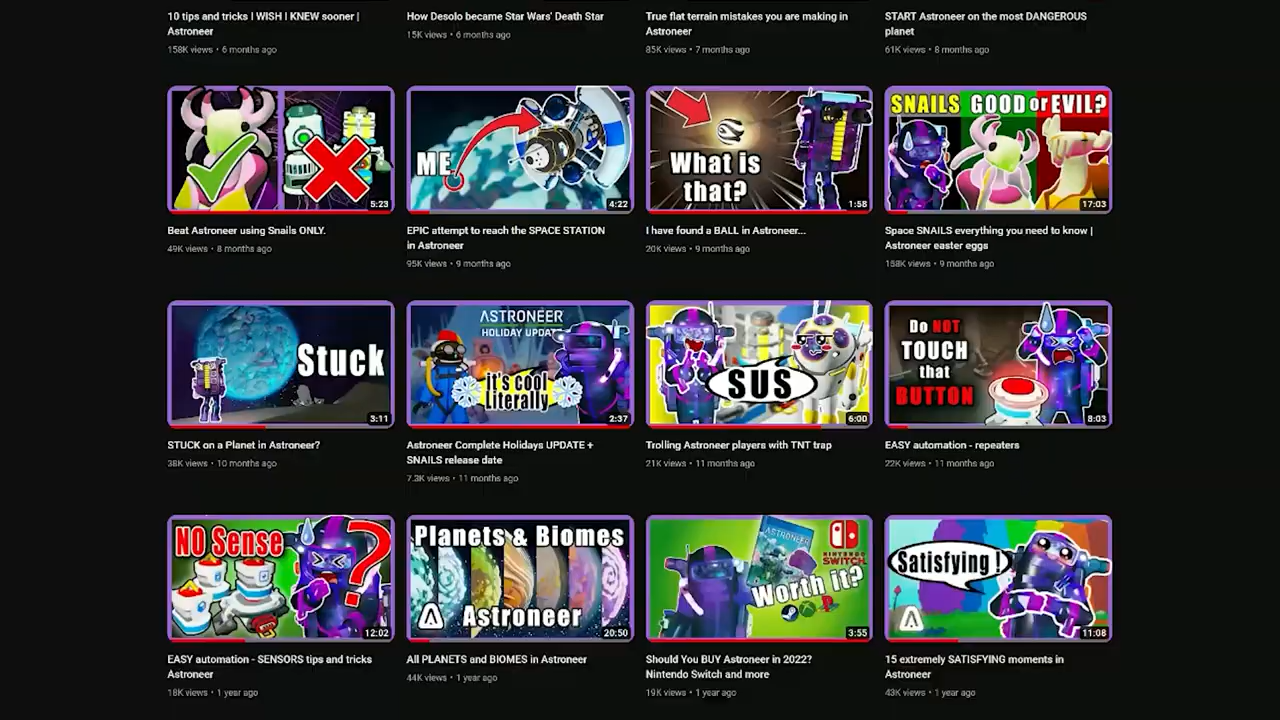 10 tips and tricks I WISH I KNEW sooner |
Astroneer
158K views • 6 months ago
How Desolo became Star Wars' Death Star
15K views • 6 months ago
True flat terrain mistakes you are making in
Astroneer
85K views • 7 months ago
START Astroneer on the most DANGEROUS
planet
61K views • 8 months ago
5:23
Beat Astroneer using Snails ONLY.
49K views • 8 months ago
ME
4:22
EPIC attempt to reach the SPACE STATION
in Astroneer
95K views • 9 months ago
What is
that?
1:58
I have found a BALL in Astroneer...
20K views • 9 months ago
SNAILS GOOD or EVIL?
17:03
Space SNAILS everything you need to know |
Astroneer easter eggs
158K views • 9 months ago
Stuck
3:11
STUCK on a Planet in Astroneer?
38K views • 10 months ago
ASTRONEER
HOLIDAY UPDATE
it's cool
Literally
2:37
Astroneer Complete Holidays UPDATE +
SNAILS release date
7.3K views • 11 months ago
SUS
6:00
Trolling Astroneer players with TNT trap
21K views • 11 months ago
Do NOT
TOUCH
that
BUTTON
8:03
EASY automation - repeaters
22K views • 11 months ago
NO Sense
?
12:02
EASY automation - SENSORS tips and tricks
Astroneer
18K views • 1 year ago
Planets & Biomes
Astroneer
20:50
All PLANETS and BIOMES in Astroneer
44K views • 1 year ago
ASTRONEER
NINTENDO
SWITCH
Worth it?
3:55
Should You BUY Astroneer in 2022?
Nintendo Switch and more
19K views • 1 year ago
Satisfying !
11:08
15 extremely SATISFYING moments in
Astroneer
43K views • 1 year ago